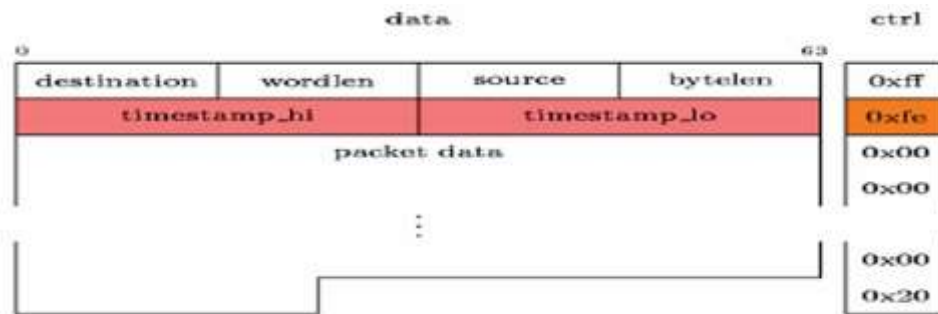 data ctrl
0 63
destination wordlen source bytelen 0xff
timestamp_hi timestamp_lo 0xfe
packet data 0x00
0x00
⋮
0x00
0x20